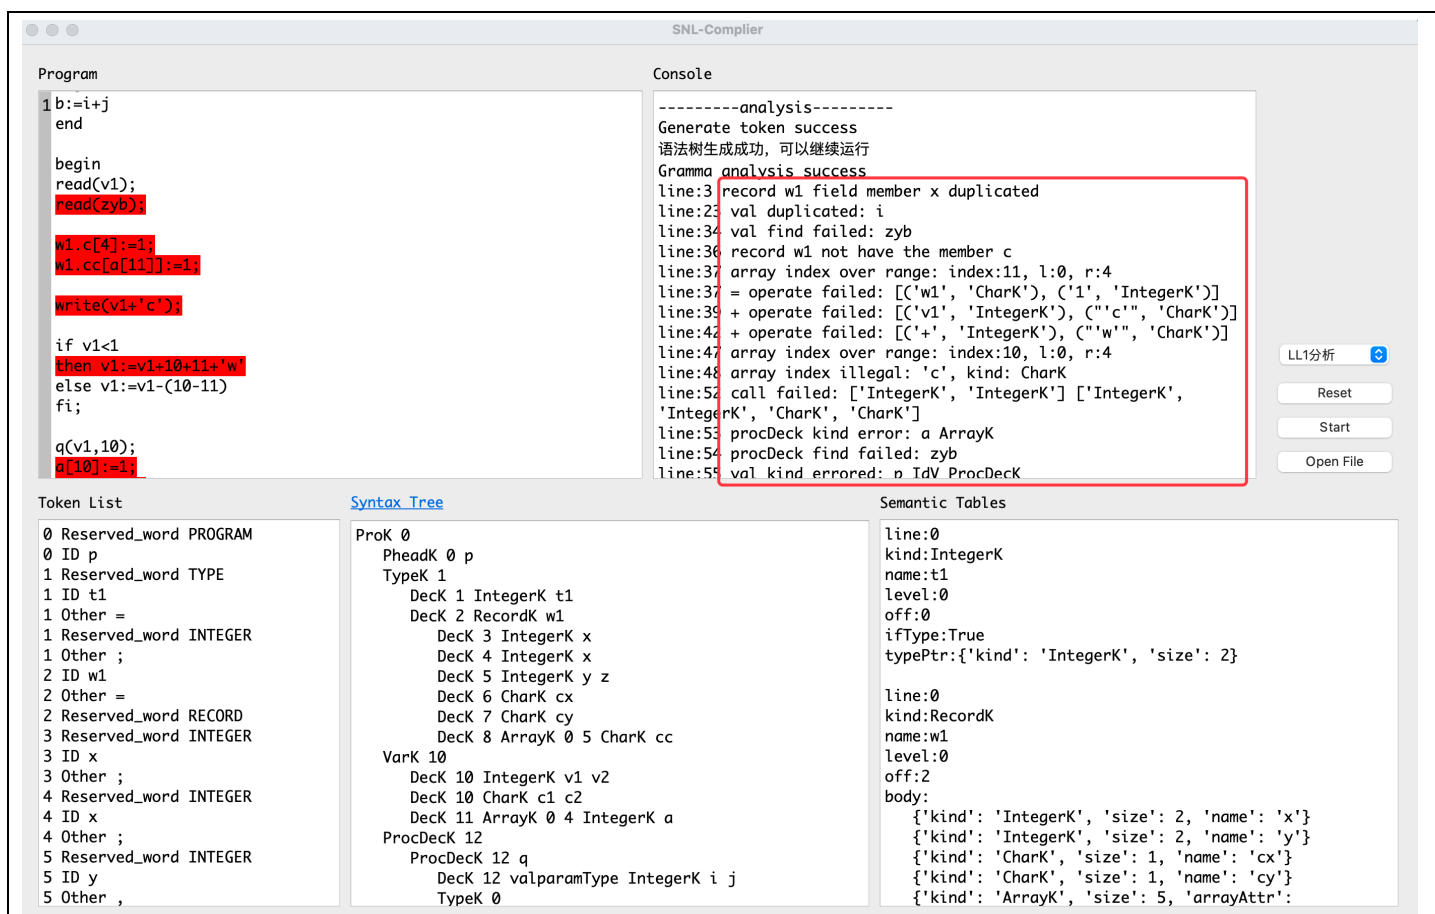 SNL-Complier
Program
1 b:=i+j
end
begin
read(v1);
read(zyb);
w1.c[4]:=1;
w1.cc[a[11]]:=1;
write(v1+'c');
if v1<1
then v1:=v1+10+11+'w'
else v1:=v1-(10-11)
fi;
q(v1,10);
a[10]:=1;
Console
---------analysis---------
Generate token success
语法树生成成功，可以继续运行
Gramma analysis success
line:3 record w1 field member x duplicated
line:23 val duplicated: i
line:34 val find failed: zyb
line:36 record w1 not have the member c
line:37 array index over range: index:11, l:0, r:4
line:37 = operate failed: [('w1', 'CharK'), ('1', 'IntegerK')]
line:39 + operate failed: [('v1', 'IntegerK'), ("'c'", 'CharK')]
line:42 + operate failed: [('+', 'IntegerK'), ("'w'", 'CharK')]
line:47 array index over range: index:10, l:0, r:4
line:48 array index illegal: 'c', kind: CharK
line:52 call failed: ['IntegerK', 'IntegerK'] ['IntegerK',
'IntegerK', 'CharK', 'CharK']
line:53 procDeck kind error: a ArrayK
line:54 procDeck find failed: zyb
line:55 val kind errored: p IdV ProcDecK
LL1分析
Reset
Start
Open File
Token List
0 Reserved_word PROGRAM
0 ID p
1 Reserved_word TYPE
1 ID t1
1 Other =
1 Reserved_word INTEGER
1 Other ;
2 ID w1
2 Other =
2 Reserved_word RECORD
3 Reserved_word INTEGER
3 ID x
3 Other ;
4 Reserved_word INTEGER
4 ID x
4 Other ;
5 Reserved_word INTEGER
5 ID y
5 Other ,
Syntax Tree
ProK 0
PheadK 0 p
TypeK 1
DecK 1 IntegerK t1
DecK 2 RecordK w1
DecK 3 IntegerK x
DecK 4 IntegerK x
DecK 5 IntegerK y z
DecK 6 CharK cx
DecK 7 CharK cy
DecK 8 ArrayK 0 5 CharK cc
VarK 10
DecK 10 IntegerK v1 v2
DecK 10 CharK c1 c2
DecK 11 ArrayK 0 4 IntegerK a
ProcDecK 12
ProcDecK 12 q
DecK 12 valparamType IntegerK i j
TypeK 0
Semantic Tables
line:0
kind:IntegerK
name:t1
level:0
off:0
ifType:True
typePtr:{'kind': 'IntegerK', 'size': 2}
line:0
kind:RecordK
name:w1
level:0
off:2
body:
{'kind': 'IntegerK', 'size': 2, 'name': 'x'}
{'kind': 'IntegerK', 'size': 2, 'name': 'y'}
{'kind': 'CharK', 'size': 1, 'name': 'cx'}
{'kind': 'CharK', 'size': 1, 'name': 'cy'}
{'kind': 'ArrayK', 'size': 5, 'arrayAttr':